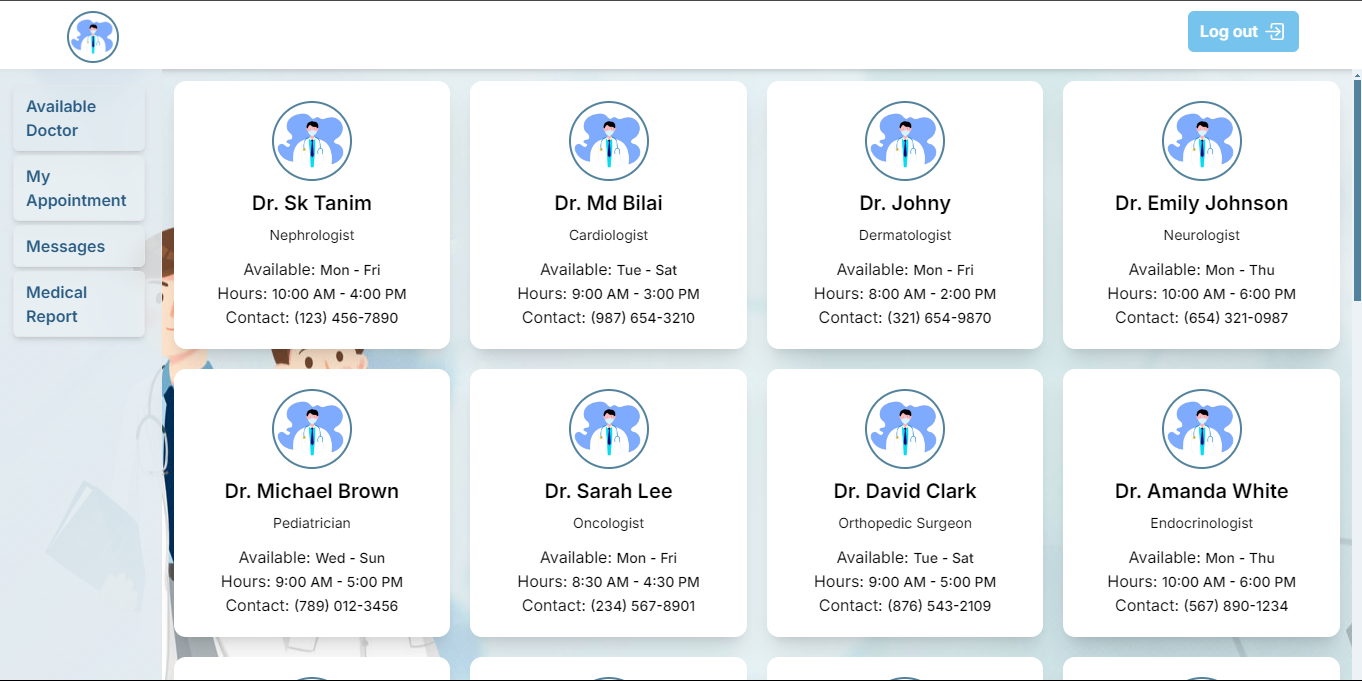 Log out
Available
Doctor
My
Appointment
Messages
Medical
Report
Dr. Sk Tanim
Nephrologist
Available: Mon - Fri
Hours: 10:00 AM - 4:00 PM
Contact: (123) 456-7890
Dr. Md Bilai
Cardiologist
Available: Tue - Sat
Hours: 9:00 AM - 3:00 PM
Contact: (987) 654-3210
Dr. Johny
Dermatologist
Available: Mon - Fri
Hours: 8:00 AM - 2:00 PM
Contact: (321) 654-9870
Dr. Emily Johnson
Neurologist
Available: Mon - Thu
Hours: 10:00 AM - 6:00 PM
Contact: (654) 321-0987
Dr. Michael Brown
Pediatrician
Available: Wed - Sun
Hours: 9:00 AM - 5:00 PM
Contact: (789) 012-3456
Dr. Sarah Lee
Oncologist
Available: Mon - Fri
Hours: 8:30 AM - 4:30 PM
Contact: (234) 567-8901
Dr. David Clark
Orthopedic Surgeon
Available: Tue - Sat
Hours: 9:00 AM - 5:00 PM
Contact: (876) 543-2109
Dr. Amanda White
Endocrinologist
Available: Mon - Thu
Hours: 10:00 AM - 6:00 PM
Contact: (567) 890-1234